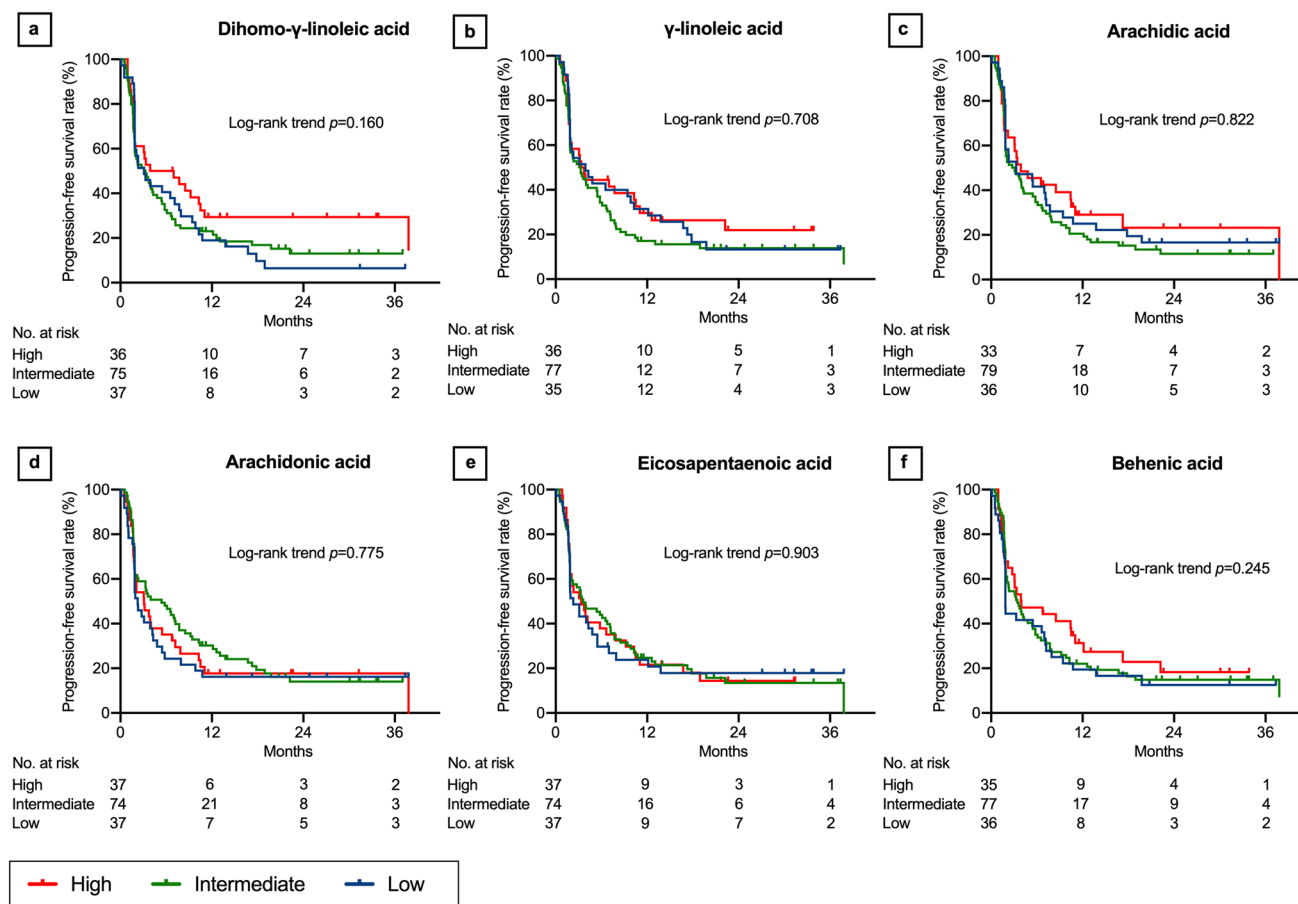 a Dihomo-γ-linoleic acid
Progression-free survival rate (%)
100
80
60
40
20
0
Log-rank trend p=0.160
0 12 24 36
Months
No. at risk
High 36 10 7 3
Intermediate 75 16 6 2
Low 37 8 3 2
b γ-linoleic acid
Progression-free survival rate (%)
100
80
60
40
20
0
Log-rank trend p=0.708
0 12 24 36
Months
No. at risk
High 36 10 5 1
Intermediate 77 12 7 3
Low 35 12 4 3
c Arachidic acid
Progression-free survival rate (%)
100
80
60
40
20
0
Log-rank trend p=0.822
0 12 24 36
Months
No. at risk
High 33 7 4 2
Intermediate 79 18 7 3
Low 36 10 5 3
d Arachidonic acid
Progression-free survival rate (%)
100
80
60
40
20
0
Log-rank trend p=0.775
0 12 24 36
Months
No. at risk
High 37 6 3 2
Intermediate 74 21 8 3
Low 37 7 5 3
e Eicosapentaenoic acid
Progression-free survival rate (%)
100
80
60
40
20
0
Log-rank trend p=0.903
0 12 24 36
Months
No. at risk
High 37 9 3 1
Intermediate 74 16 6 4
Low 37 9 7 2
f Behenic acid
Progression-free survival rate (%)
100
80
60
40
20
0
Log-rank trend p=0.245
0 12 24 36
Months
No. at risk
High 35 9 4 1
Intermediate 77 17 9 4
Low 36 8 3 2
High Intermediate Low